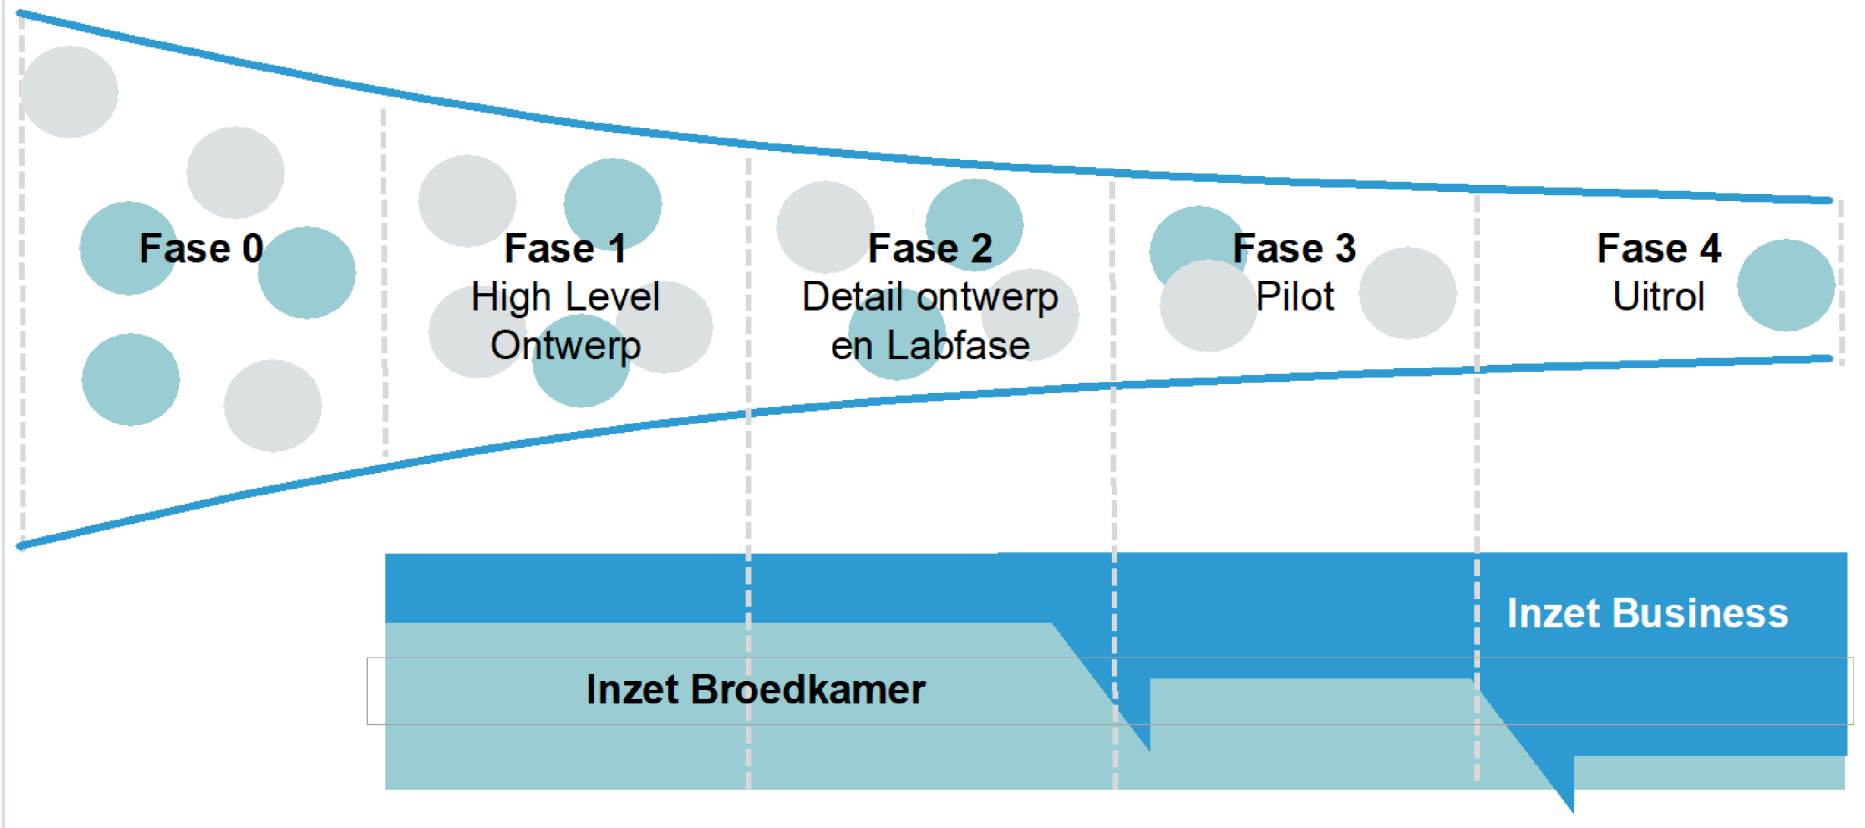 Fase 0
Fase 1
High Level
Ontwerp
Fase 2
Detail ontwerp
en Labfase
Fase 3
Pilot
Fase 4
Uitrol
Inzet Business
Inzet Broedkamer